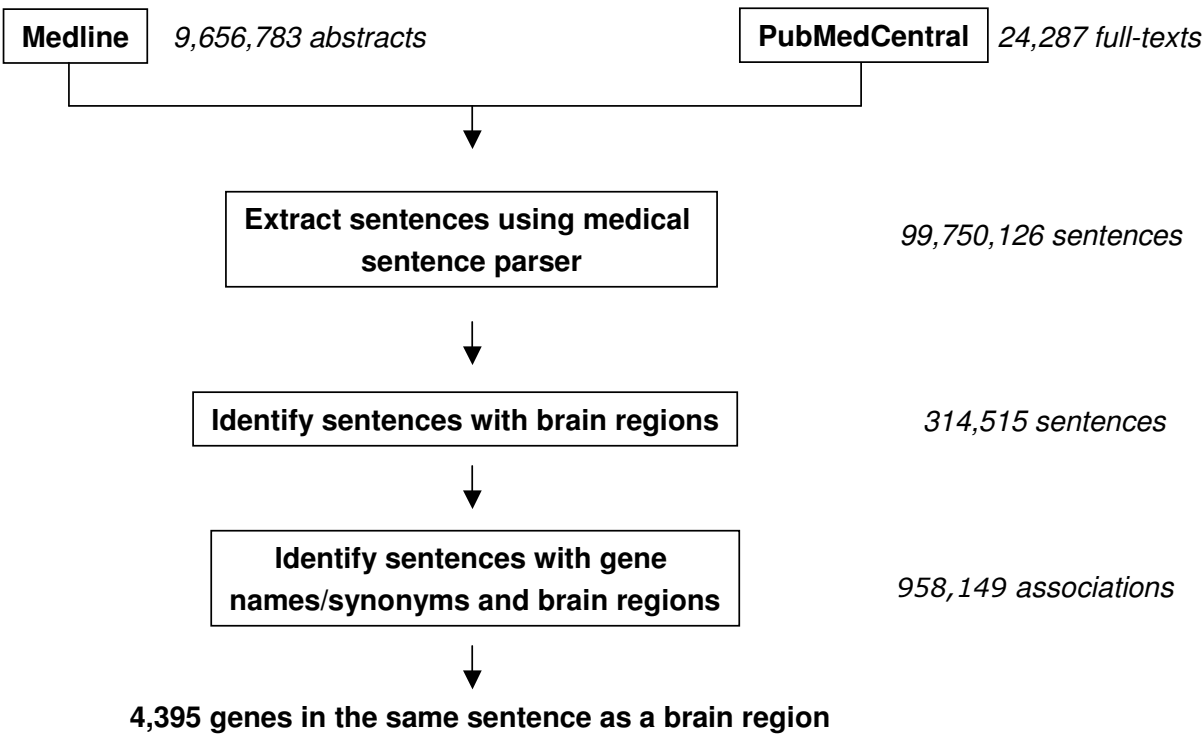 Medline 9,656,783 abstracts PubMedCentral 24,287 full-texts
Extract sentences using medical
sentence parser
99,750,126 sentences
Identify sentences with brain regions 314,515 sentences
Identify sentences with gene
names/synonyms and brain regions
958,149 associations
4,395 genes in the same sentence as a brain region